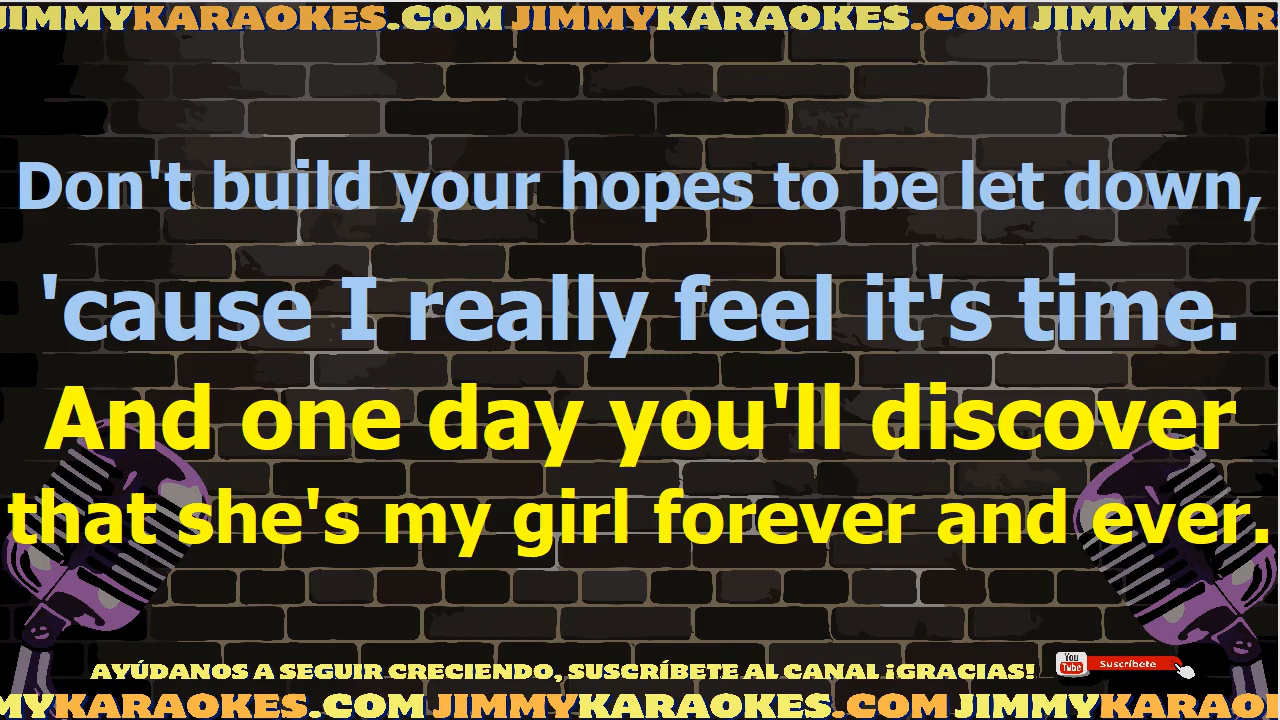 JIMMYKARAOKES.COM JIMMYKARAOKES.COM JIMMYKAR
Don't build your hopes to be let down,
'cause I really feel it's time.
And one day you'll discover
that she's my girl forever and ever.
AYÚDANOS A SEGUIR CRECIENDO, SUSCRÍBETE AL CANAL ¡GRACIAS!
You Tube Suscríbete
MYKARAOKES.COM JIMMYKARAOKES.COM JIMMYKARAO